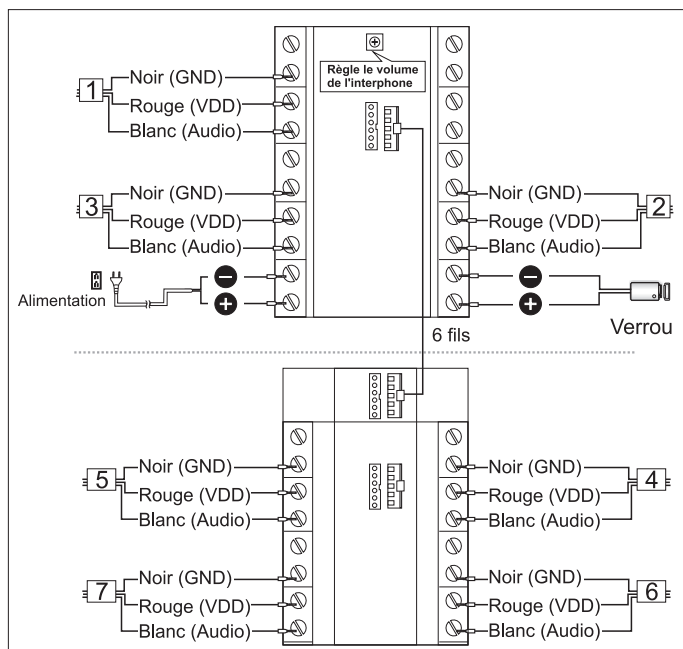 Règle le volume
de l'interphone
1
Noir (GND)
Rouge (VDD)
Blanc (Audio)
3
Noir (GND)
Rouge (VDD)
Blanc (Audio)
Noir (GND)
Rouge (VDD)
Blanc (Audio)
2
Alimentation
−
+
−
+
Verrou
6 fils
5
Noir (GND)
Rouge (VDD)
Blanc (Audio)
Noir (GND)
Rouge (VDD)
Blanc (Audio)
4
7
Noir (GND)
Rouge (VDD)
Blanc (Audio)
Noir (GND)
Rouge (VDD)
Blanc (Audio)
6